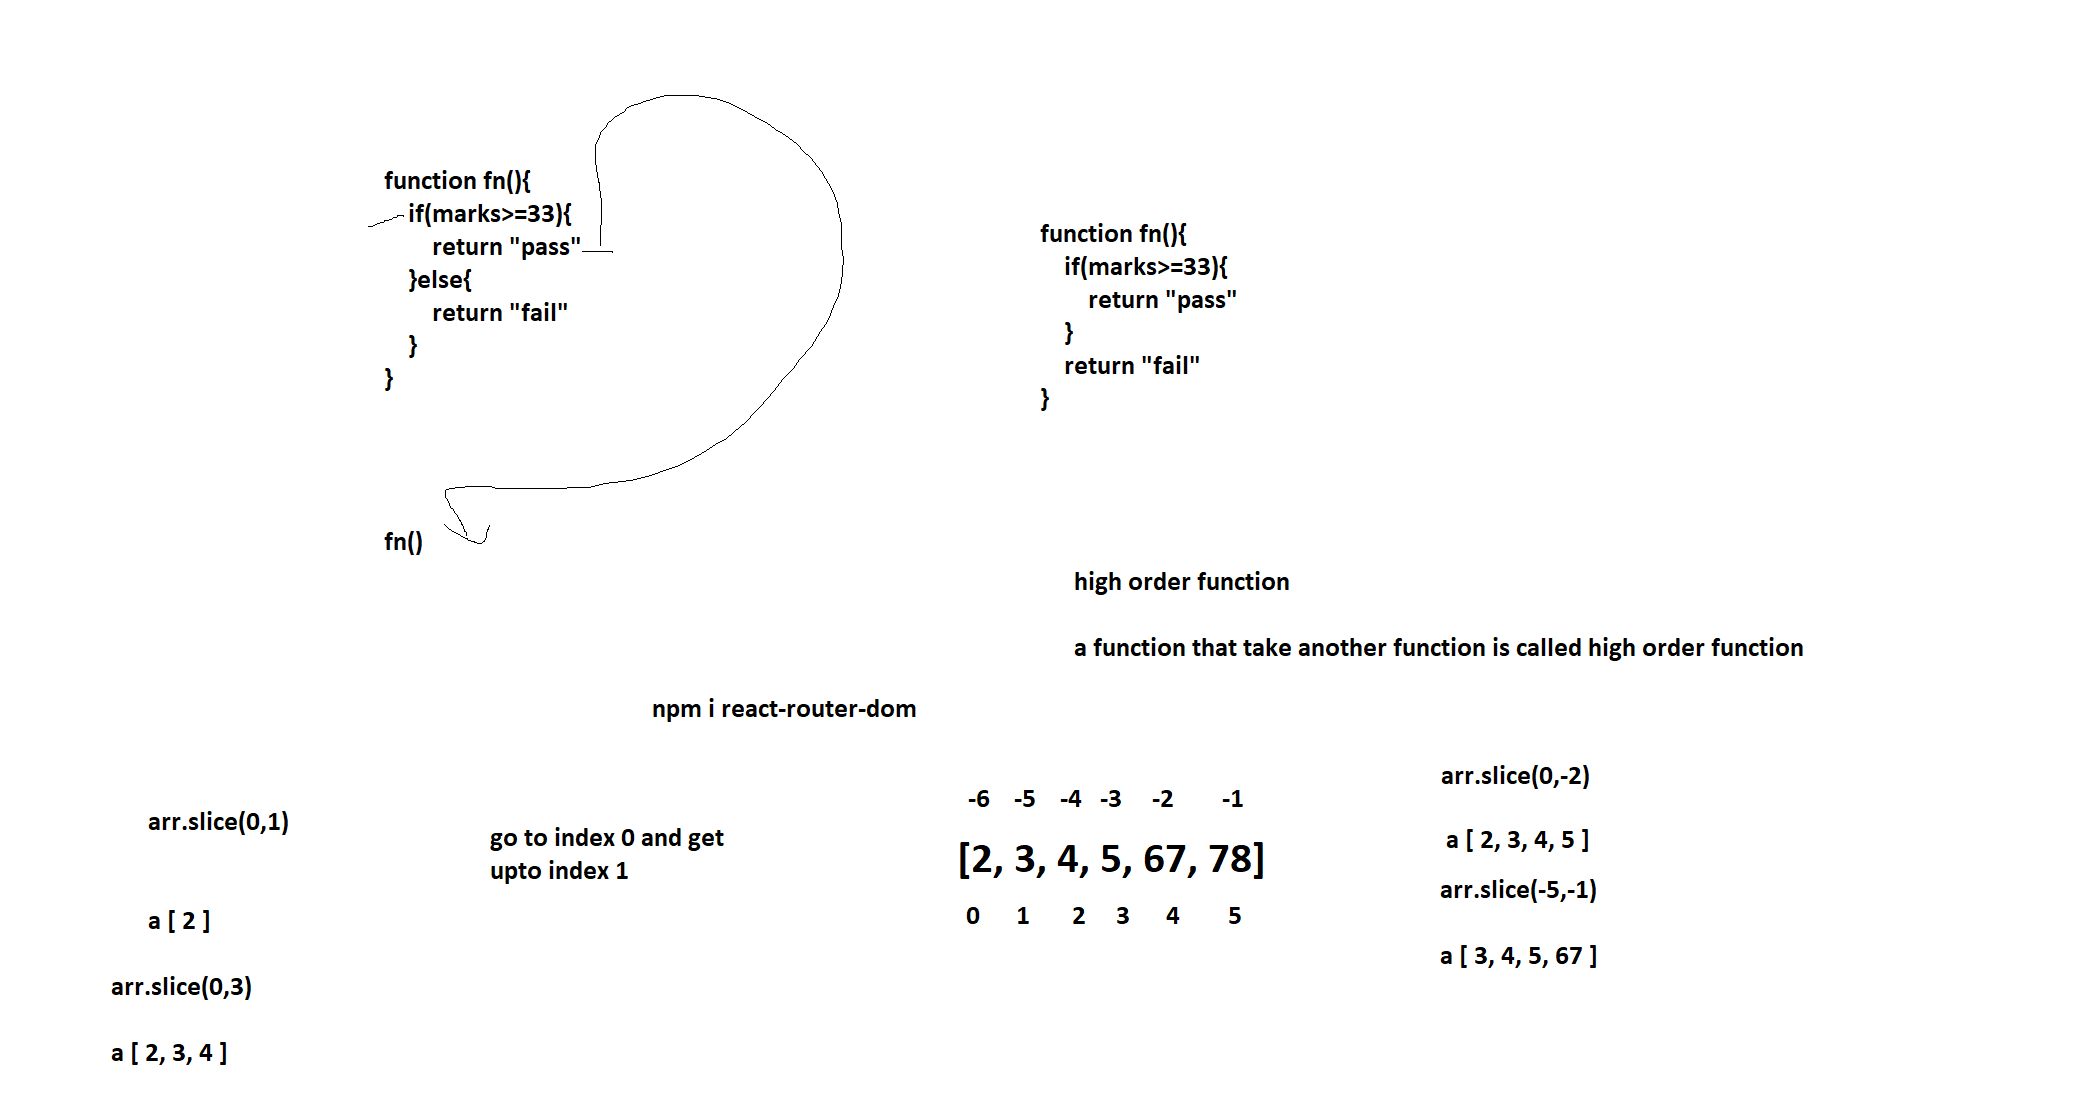 function fn(){
if(marks>=33){
return "pass"
}else{
return "fail"
}
}
fn()
function fn(){
if(marks>=33){
return "pass"
}
return "fail"
}
high order function
a function that take another function is called high order function
npm i react-router-dom
arr.slice(0,1)
a [ 2 ]
arr.slice(0,3)
a [ 2, 3, 4 ]
go to index 0 and get
upto index 1
-6 -5 -4 -3 -2 -1
[2, 3, 4, 5, 67, 78]
0 1 2 3 4 5
arr.slice(0,-2)
a [ 2, 3, 4, 5 ]
arr.slice(-5,-1)
a [ 3, 4, 5, 67 ]